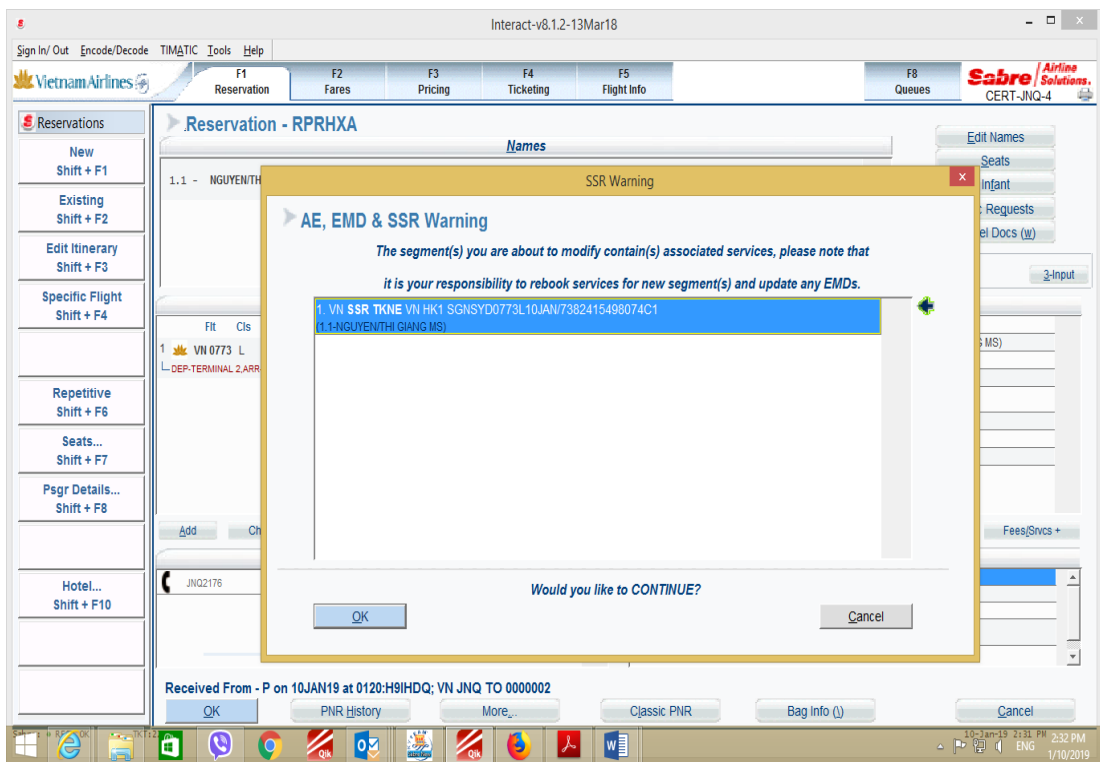 Interact-v8.1.2-13Mar18
Sign In/ Out Encode/Decode TIMATIC Tools Help
Vietnam Airlines
F1
Reservation
F2
Fares
F3
Pricing
F4
Ticketing
F5
Flight Info
F8
Queues
Sabre Airline Solutions.
CERT-JNQ-4
Reservations
New
Shift + F1
Existing
Shift + F2
Edit Itinerary
Shift + F3
Specific Flight
Shift + F4
Repetitive
Shift + F6
Seats...
Shift + F7
Psgr Details...
Shift + F8
Hotel...
Shift + F10
Reservation - RPRHXA
Names
1.1 - NGUYEN/TH
Edit Names
Seats
Infant
Requests
el Docs (w)
3-Input
Flt Cls
1 VN 0773 L
DEP-TERMINAL 2,ARR
MS)
SSR Warning
AE, EMD & SSR Warning
The segment(s) you are about to modify contain(s) associated services, please note that
it is your responsibility to rebook services for new segment(s) and update any EMDs.
1. VN SSR TKNE VN HK1 SGNSYD0773L10JAN/7382415498074C1
(1.1-NGUYEN/THI GIANG MS)
Would you like to CONTINUE?
OK
Cancel
Add Ch
Fees/Srvcs +
JNQ2176
Received From - P on 10JAN19 at 0120:H9IHDQ; VN JNQ TO 0000002
OK PNR History More... Classic PNR Bag Info (\) Cancel
10-Jan-19 2:31 PM
ENG
2:32 PM
1/10/2019